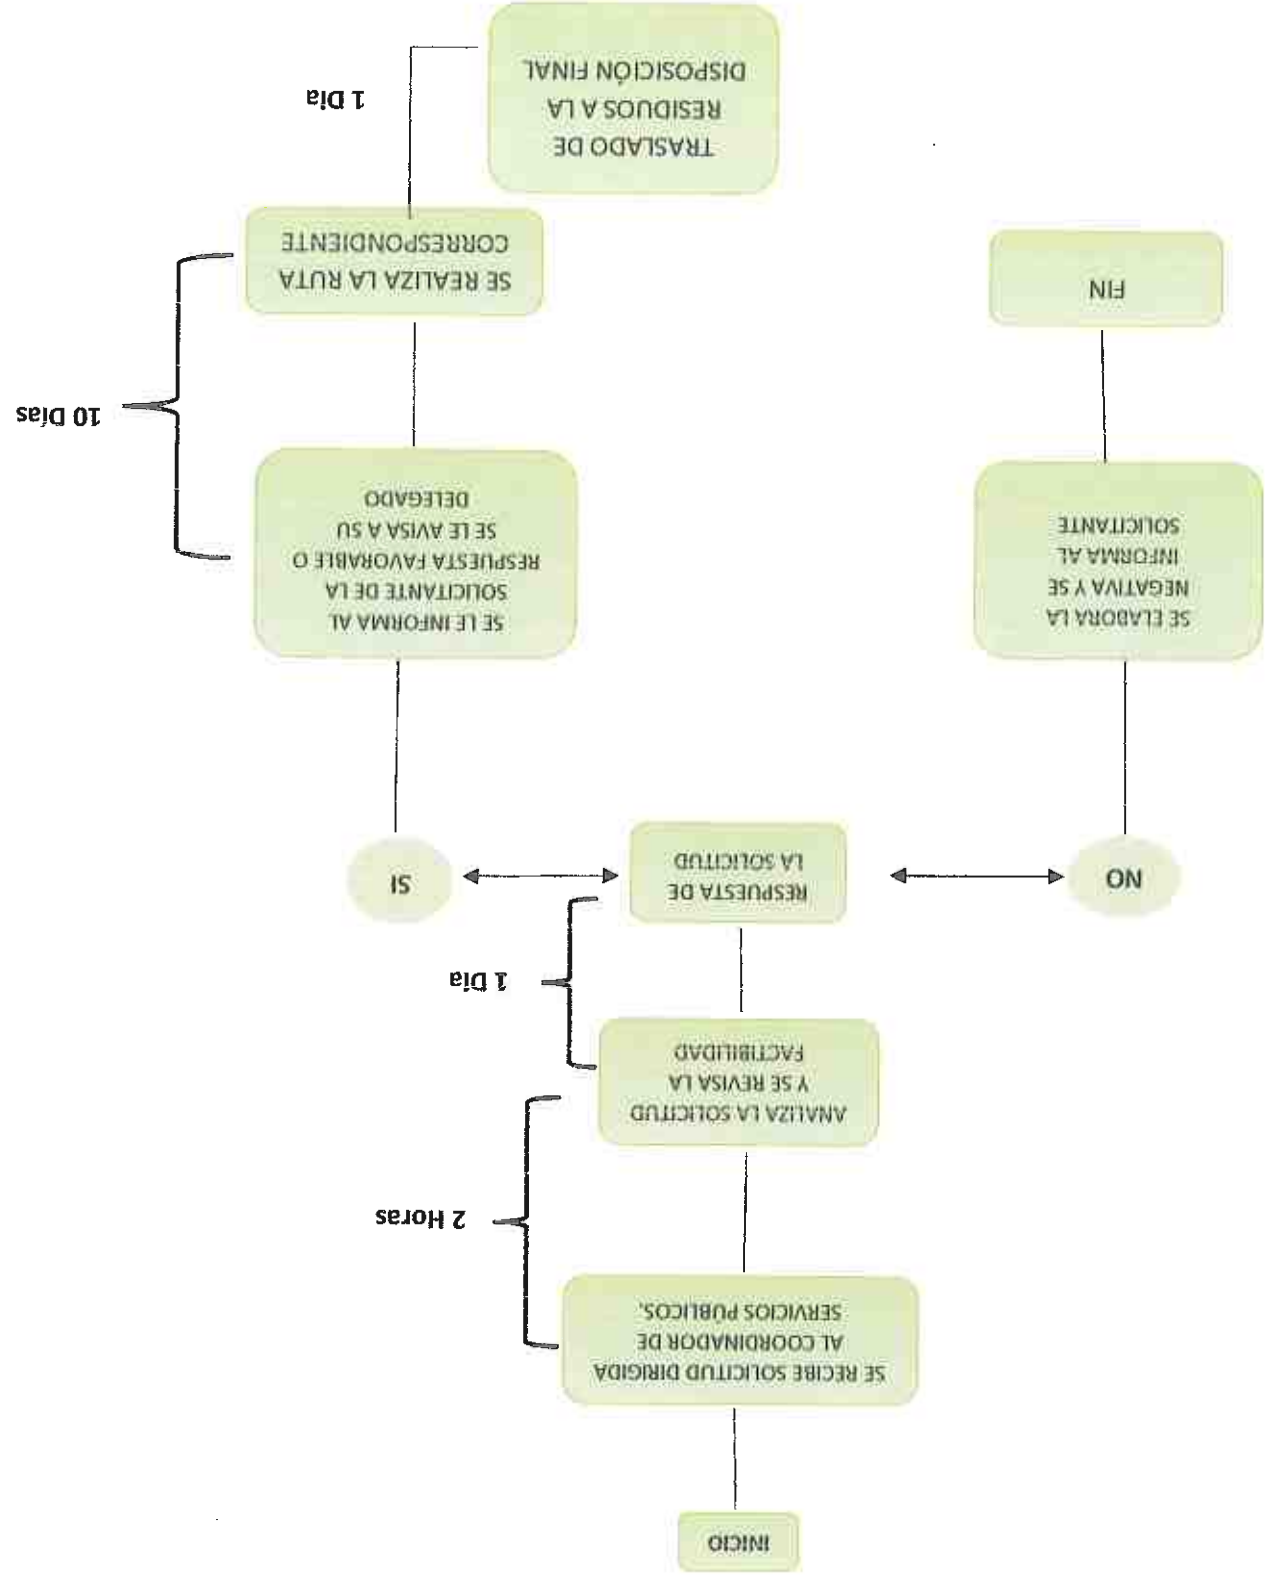 INICIO
SE RECIBE SOLICITUD DIRIGIDA
AL COORDINADOR DE
SERVICIOS PÚBLICOS.
2 Horas
ANALIZA LA SOLICITUD
Y SE REVISA LA
FACTIBILIDAD
1 Día
RESPUESTA DE
LA SOLICITUD
NO
SI
SE ELABORA LA
NEGATIVA Y SE
INFORMA AL
SOLICITANTE
FIN
SE LE INFORMA AL
SOLICITANTE DE LA
RESPUESTA FAVORABLE O
SE LE AVISA A SU
DELEGADO
10 Días
SE REALIZA LA RUTA
CORRESPONDIENTE
1 Día
TRASLADO DE
RESIDUOS A LA
DISPOSICIÓN FINAL